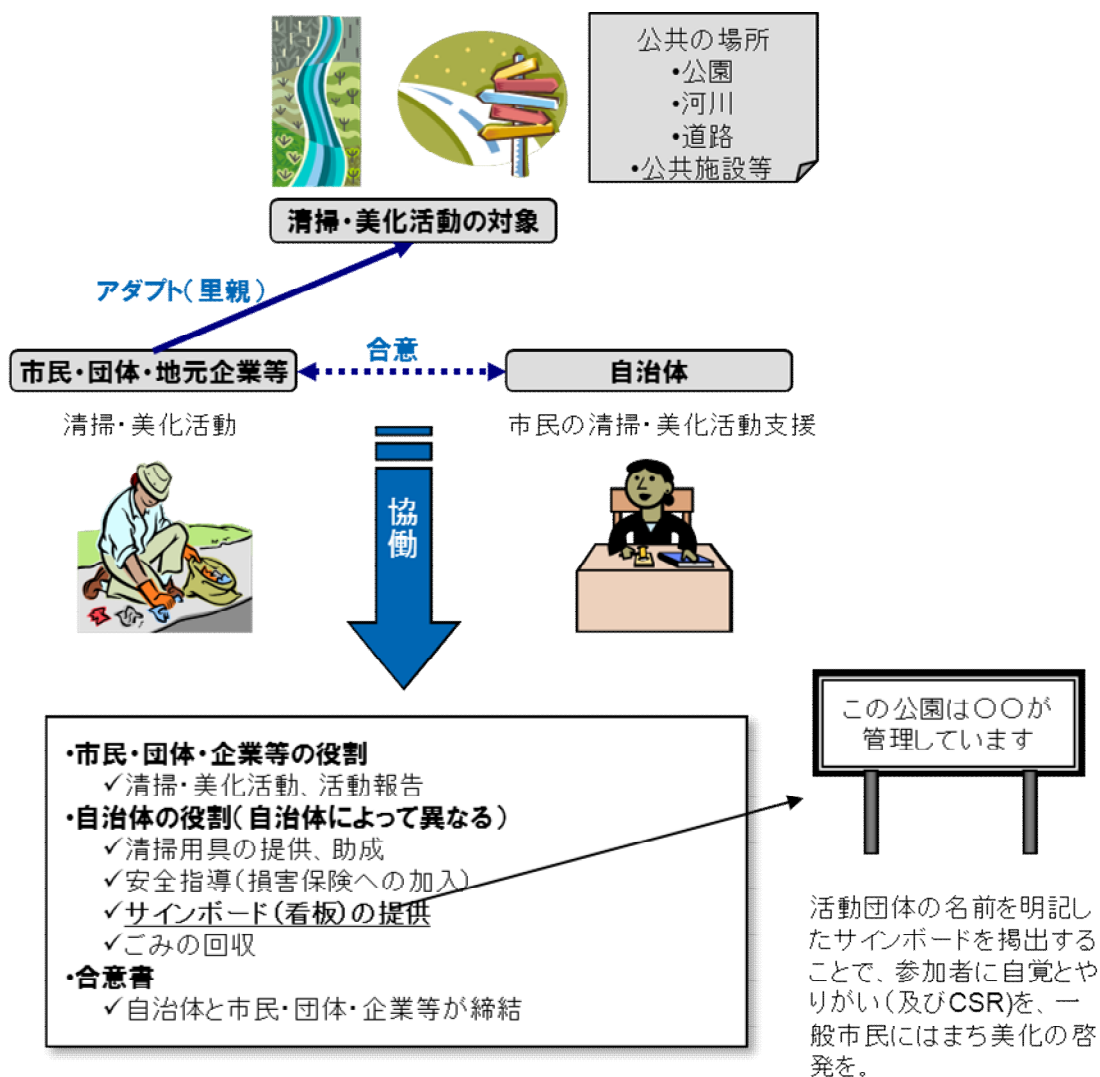 公共の場所
•公園
•河川
•道路
•公共施設等
清掃・美化活動の対象
アダプト(里親)
市民・団体・地元企業等
合意
自治体
清掃・美化活動
市民の清掃・美化活動支援
協働
・市民・団体・企業等の役割
✓清掃・美化活動、活動報告
・自治体の役割(自治体によって異なる)
✓清掃用具の提供、助成
✓安全指導(損害保険への加入)
✓サインボード(看板)の提供
✓ごみの回収
・合意書
✓自治体と市民・団体・企業等が締結
この公園は〇〇が
管理しています
活動団体の名前を明記し
たサインボードを掲出する
ことで、参加者に自覚とや
りがい(及びCSR)を、一
般市民にはまち美化の啓
発を。